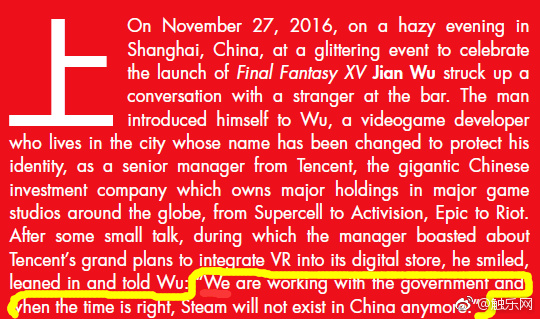 上
On November 27, 2016, on a hazy evening in
Shanghai, China, at a glittering event to celebrate
the launch of Final Fantasy XV Jian Wu struck up a
conversation with a stranger at the bar. The man
introduced himself to Wu, a videogame developer
who lives in the city whose name has been changed to protect his
identity, as a senior manager from Tencent, the gigantic Chinese
investment company which owns major holdings in major game
studios around the globe, from Supercell to Activision, Epic to Riot.
After some small talk, during which the manager boasted about
Tencent's grand plans to integrate VR into its digital store, he smiled,
leaned in and told Wu: "We are working with the government and
when the time is right, Steam will not exist in China anymore."
@触乐网